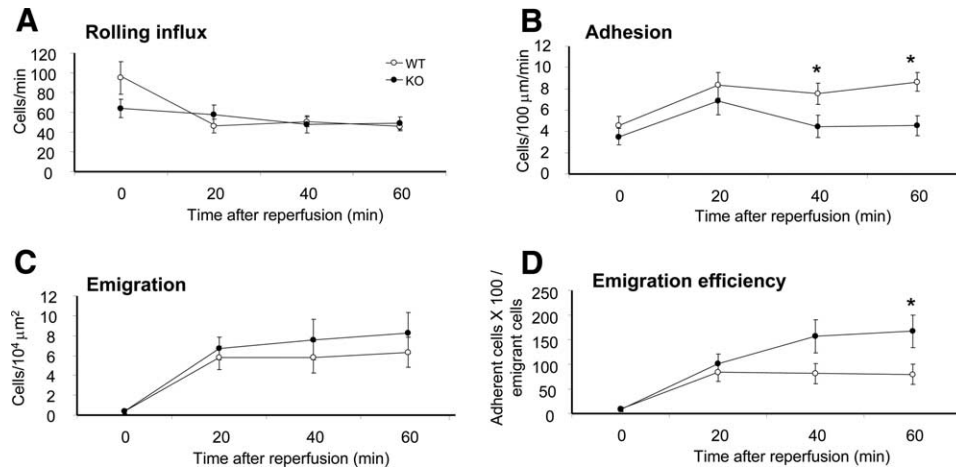 A
Rolling influx
Cells/min
120
100
80
60
40
20
0
WT
KO
0 20 40 60
Time after reperfusion (min)
B
Adhesion
Cells/100 μm/min
12
10
8
6
4
2
0
* *
0 20 40 60
Time after reperfusion (min)
C
Emigration
Cells/10⁴ μm²
12
10
8
6
4
2
0
0 20 40 60
Time after reperfusion (min)
D
Emigration efficiency
Adherent cells X 100 /
emigrant cells
250
200
150
100
50
0
*
0 20 40 60
Time after reperfusion (min)